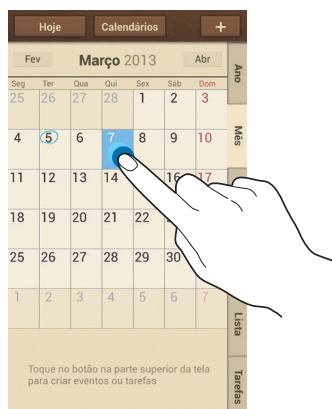 Hoje Calendários +
Fev Março 2013 Abr
Seg Ter Qua Qui Sex Sáb Dom
25 26 27 28 1 2 3
4 5 6 7 8 9 10
11 12 13 14 16 17
18 19 20 21 22
25 26 27 28 29 30
1 2 3 4 5 6 7
Toque no botão na parte superior da tela
para criar eventos ou tarefas
Ano
Mês
Lista
Tarefas